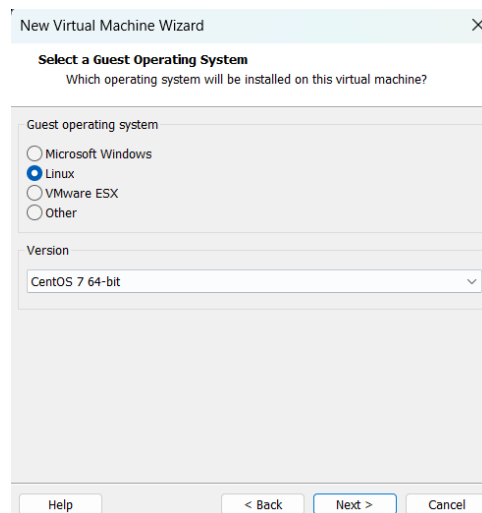 New Virtual Machine Wizard
Select a Guest Operating System
Which operating system will be installed on this virtual machine?
Guest operating system
Microsoft Windows
Linux
VMware ESX
Other
Version
CentOS 7 64-bit
Help < Back Next > Cancel